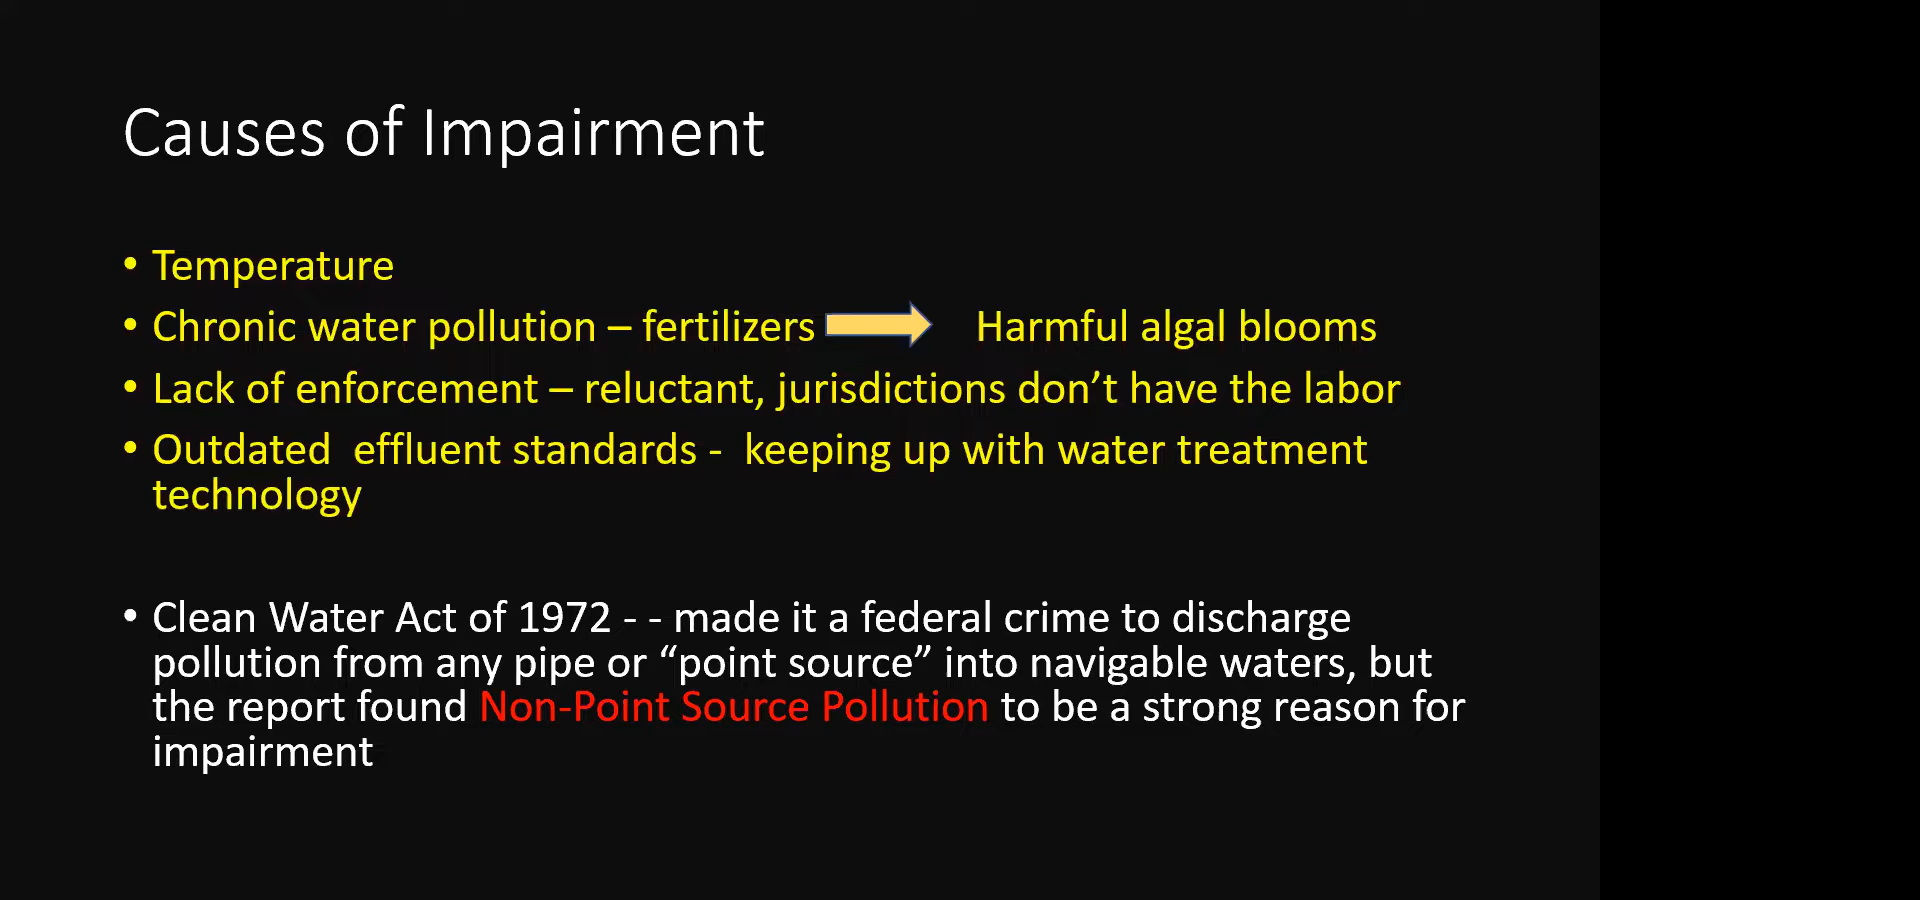 Causes of Impairment
• Temperature
• Chronic water pollution – fertilizers Harmful algal blooms
• Lack of enforcement – reluctant, jurisdictions don’t have the labor
• Outdated  effluent standards -  keeping up with water treatment
technology
• Clean Water Act of 1972 - - made it a federal crime to discharge
pollution from any pipe or “point source” into navigable waters, but
the report found Non-Point Source Pollution to be a strong reason for
impairment